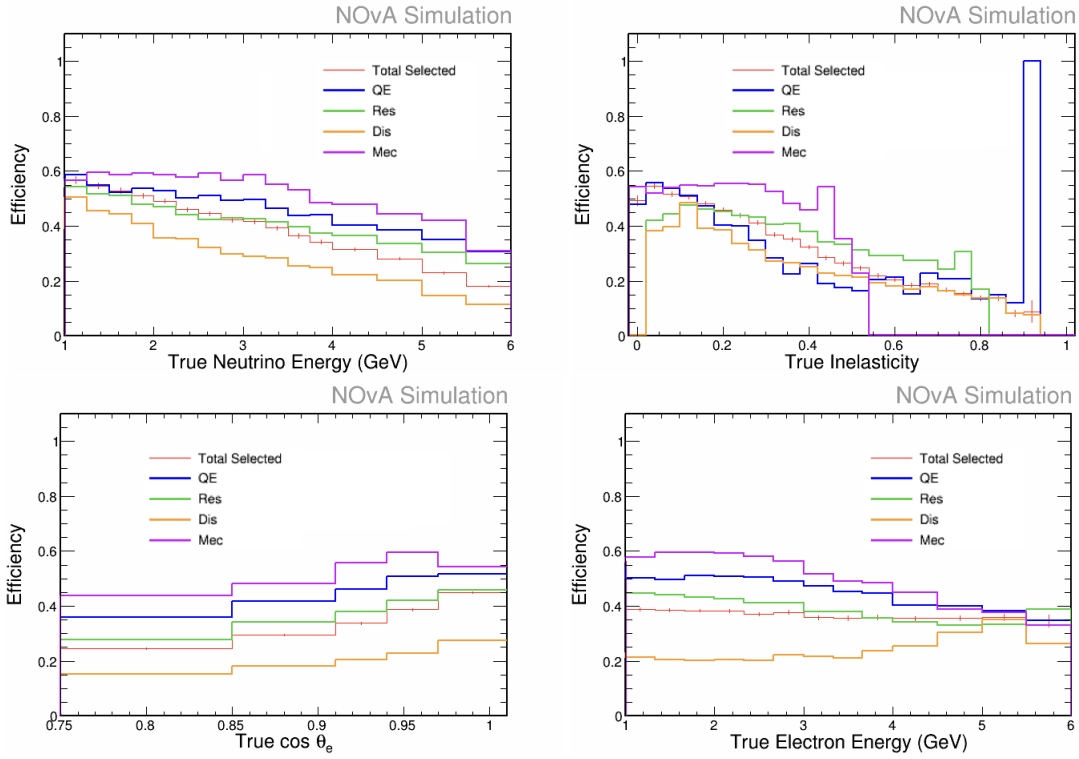 NOvA Simulation
Efficiency
1
0.8
0.6
0.4
0.2
0
Total Selected
QE
Res
Dis
Mec
1 2 3 4 5 6
True Neutrino Energy (GeV)
NOvA Simulation
Efficiency
1
0.8
0.6
0.4
0.2
0
Total Selected
QE
Res
Dis
Mec
0 0.2 0.4 0.6 0.8 1
True Inelasticity
NOvA Simulation
Efficiency
1
0.8
0.6
0.4
0.2
0
Total Selected
QE
Res
Dis
Mec
0.75 0.8 0.85 0.9 0.95 1
True cos θe
NOvA Simulation
Efficiency
1
0.8
0.6
0.4
0.2
0
Total Selected
QE
Res
Dis
Mec
1 2 3 4 5 6
True Electron Energy (GeV)